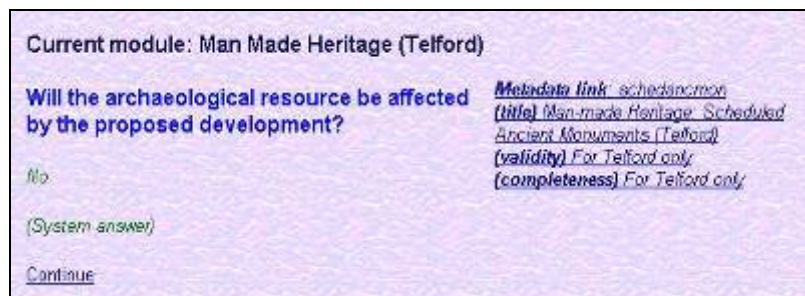 Current module: Man Made Heritage (Telford)
Will the archaeological resource be affected
by the proposed development?
No
(System answer)
Continue
Metadata link: schedancmon
(title) Man-made Heritage: Scheduled
Ancient Monuments (Telford)
(validity) For Telford only
(completeness) For Telford only